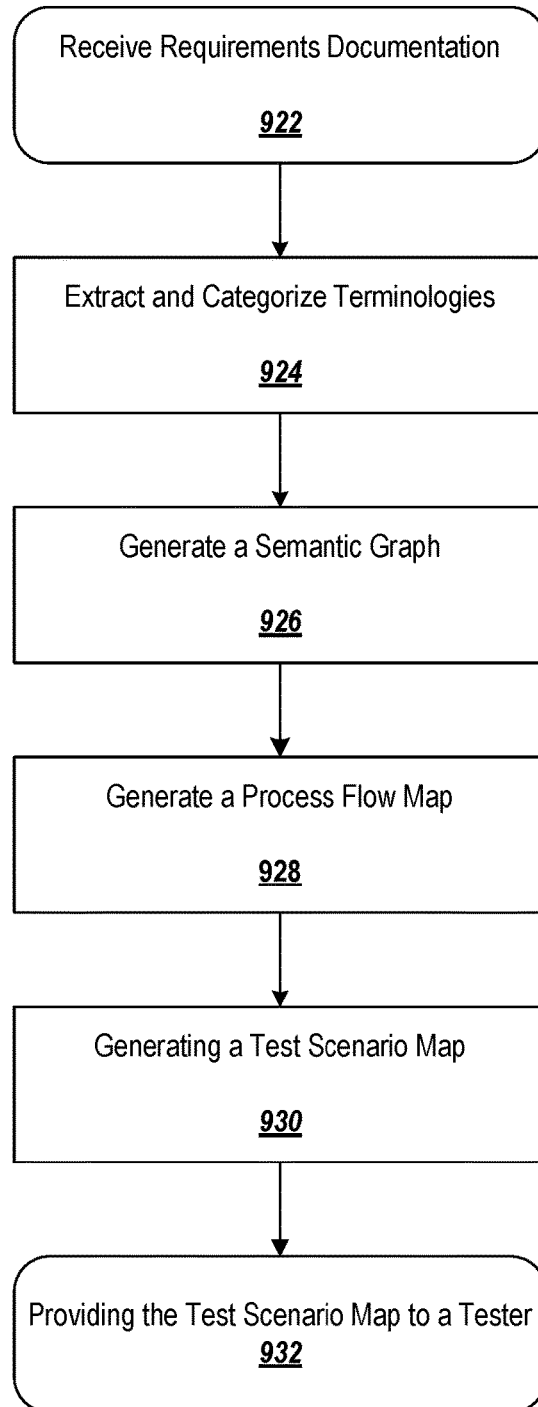 Receive Requirements Documentation
922
Extract and Categorize Terminologies
924
Generate a Semantic Graph
926
Generate a Process Flow Map
928
Generating a Test Scenario Map
930
Providing the Test Scenario Map to a Tester
932